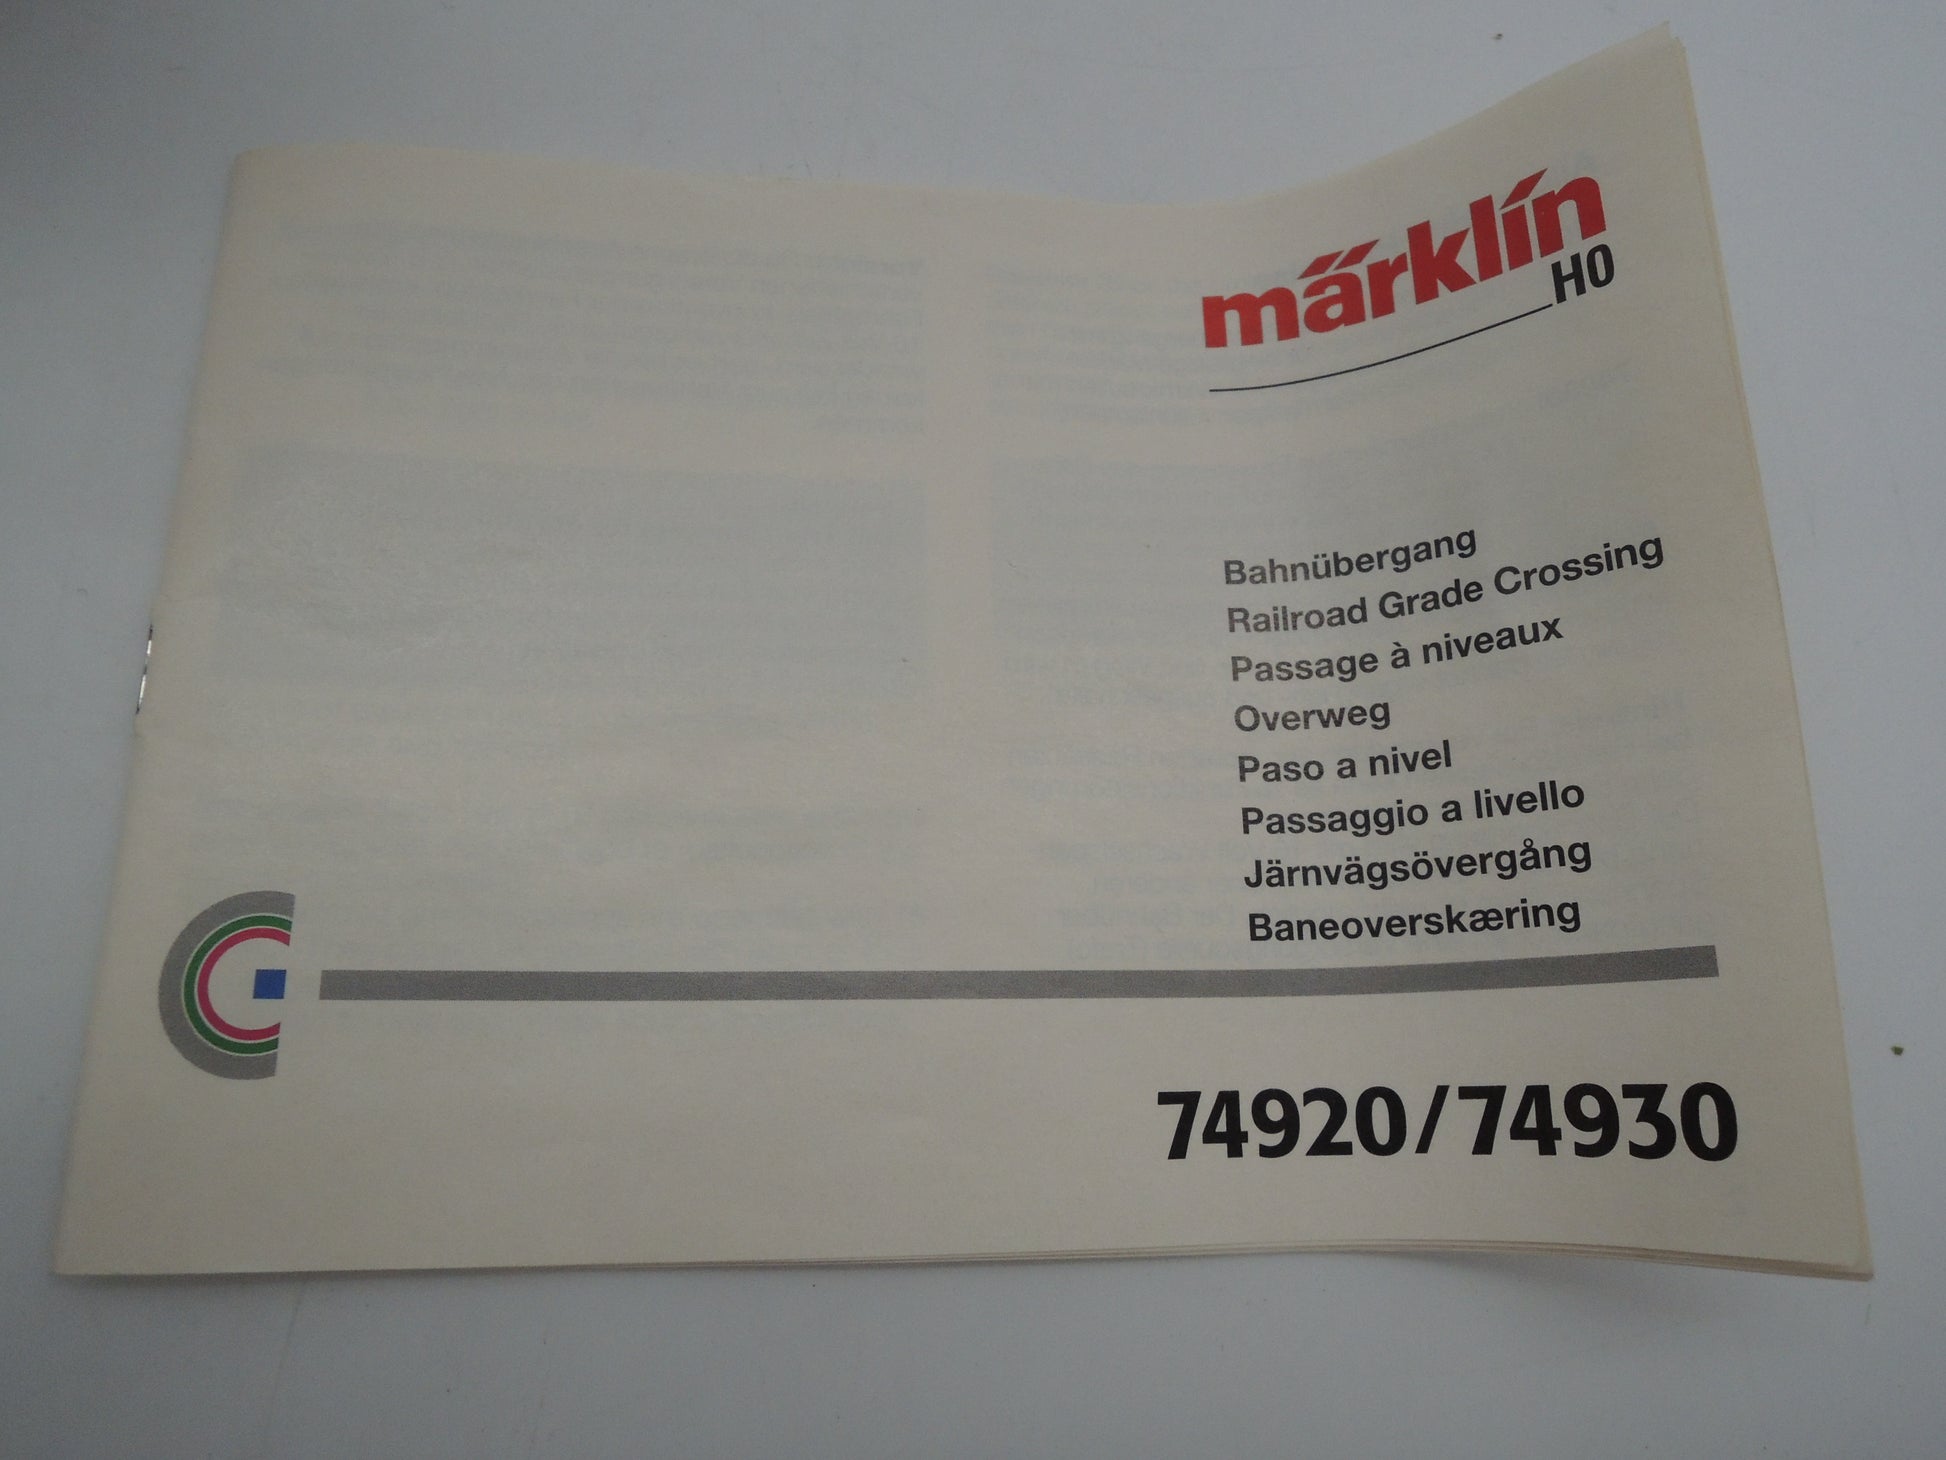 märklin
H0
Bahnübergang
Railroad Grade Crossing
Passage à niveaux
Overweg
Paso a nivel
Passaggio a livello
Järnvägsövergång
Baneoverskæring
74920/74930